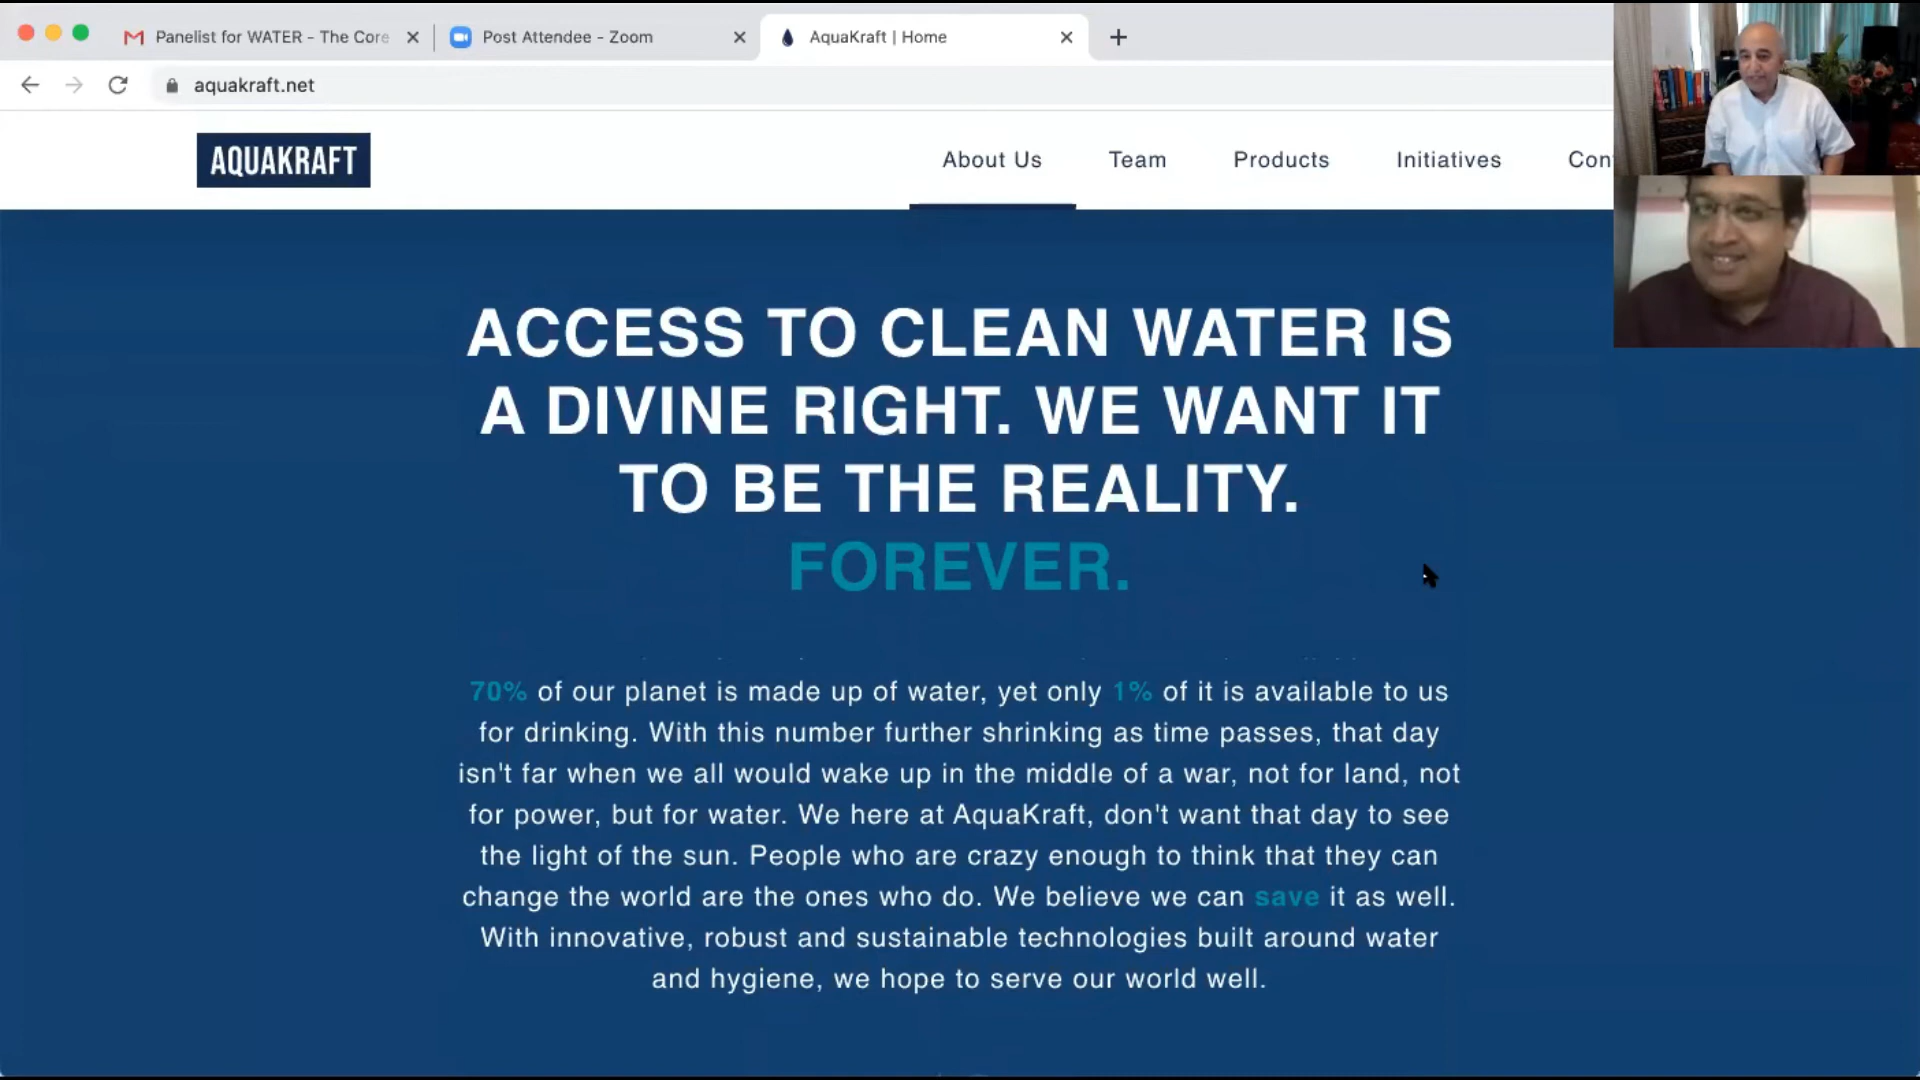 Panelist for WATER - The Core
Post Attendee - Zoom
AquaKraft | Home
aquakraft.net
AQUAKRAFT
About Us
Team
Products
Initiatives
Con
ACCESS TO CLEAN WATER IS
A DIVINE RIGHT. WE WANT IT
TO BE THE REALITY.
FOREVER.
70% of our planet is made up of water, yet only 1% of it is available to us
for drinking. With this number further shrinking as time passes, that day
isn't far when we all would wake up in the middle of a war, not for land, not
for power, but for water. We here at AquaKraft, don't want that day to see
the light of the sun. People who are crazy enough to think that they can
change the world are the ones who do. We believe we can save it as well.
With innovative, robust and sustainable technologies built around water
and hygiene, we hope to serve our world well.